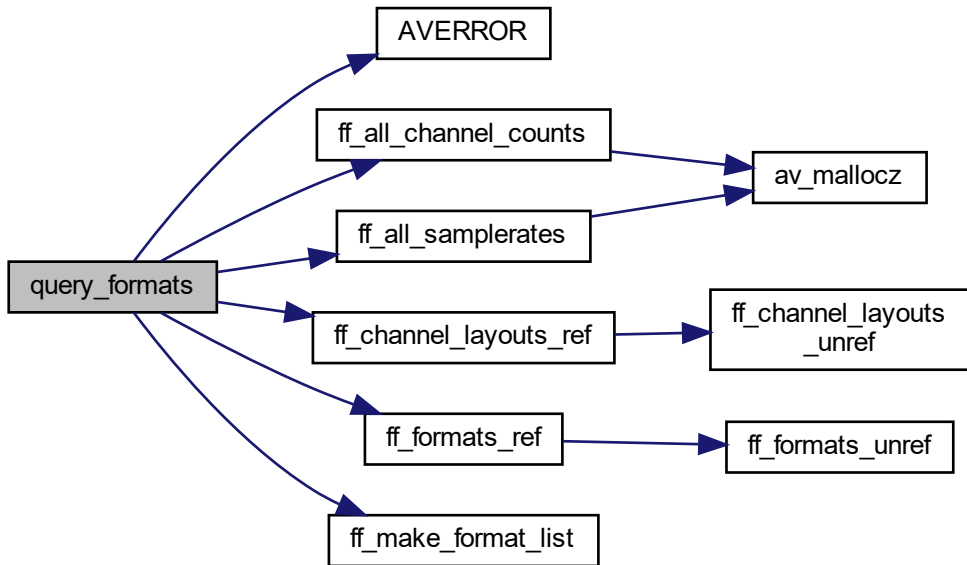 AVERROR
ff_all_channel_counts
av_mallocz
ff_all_samplerates
query_formats
ff_channel_layouts_ref
ff_channel_layouts
_unref
ff_formats_ref
ff_formats_unref
ff_make_format_list